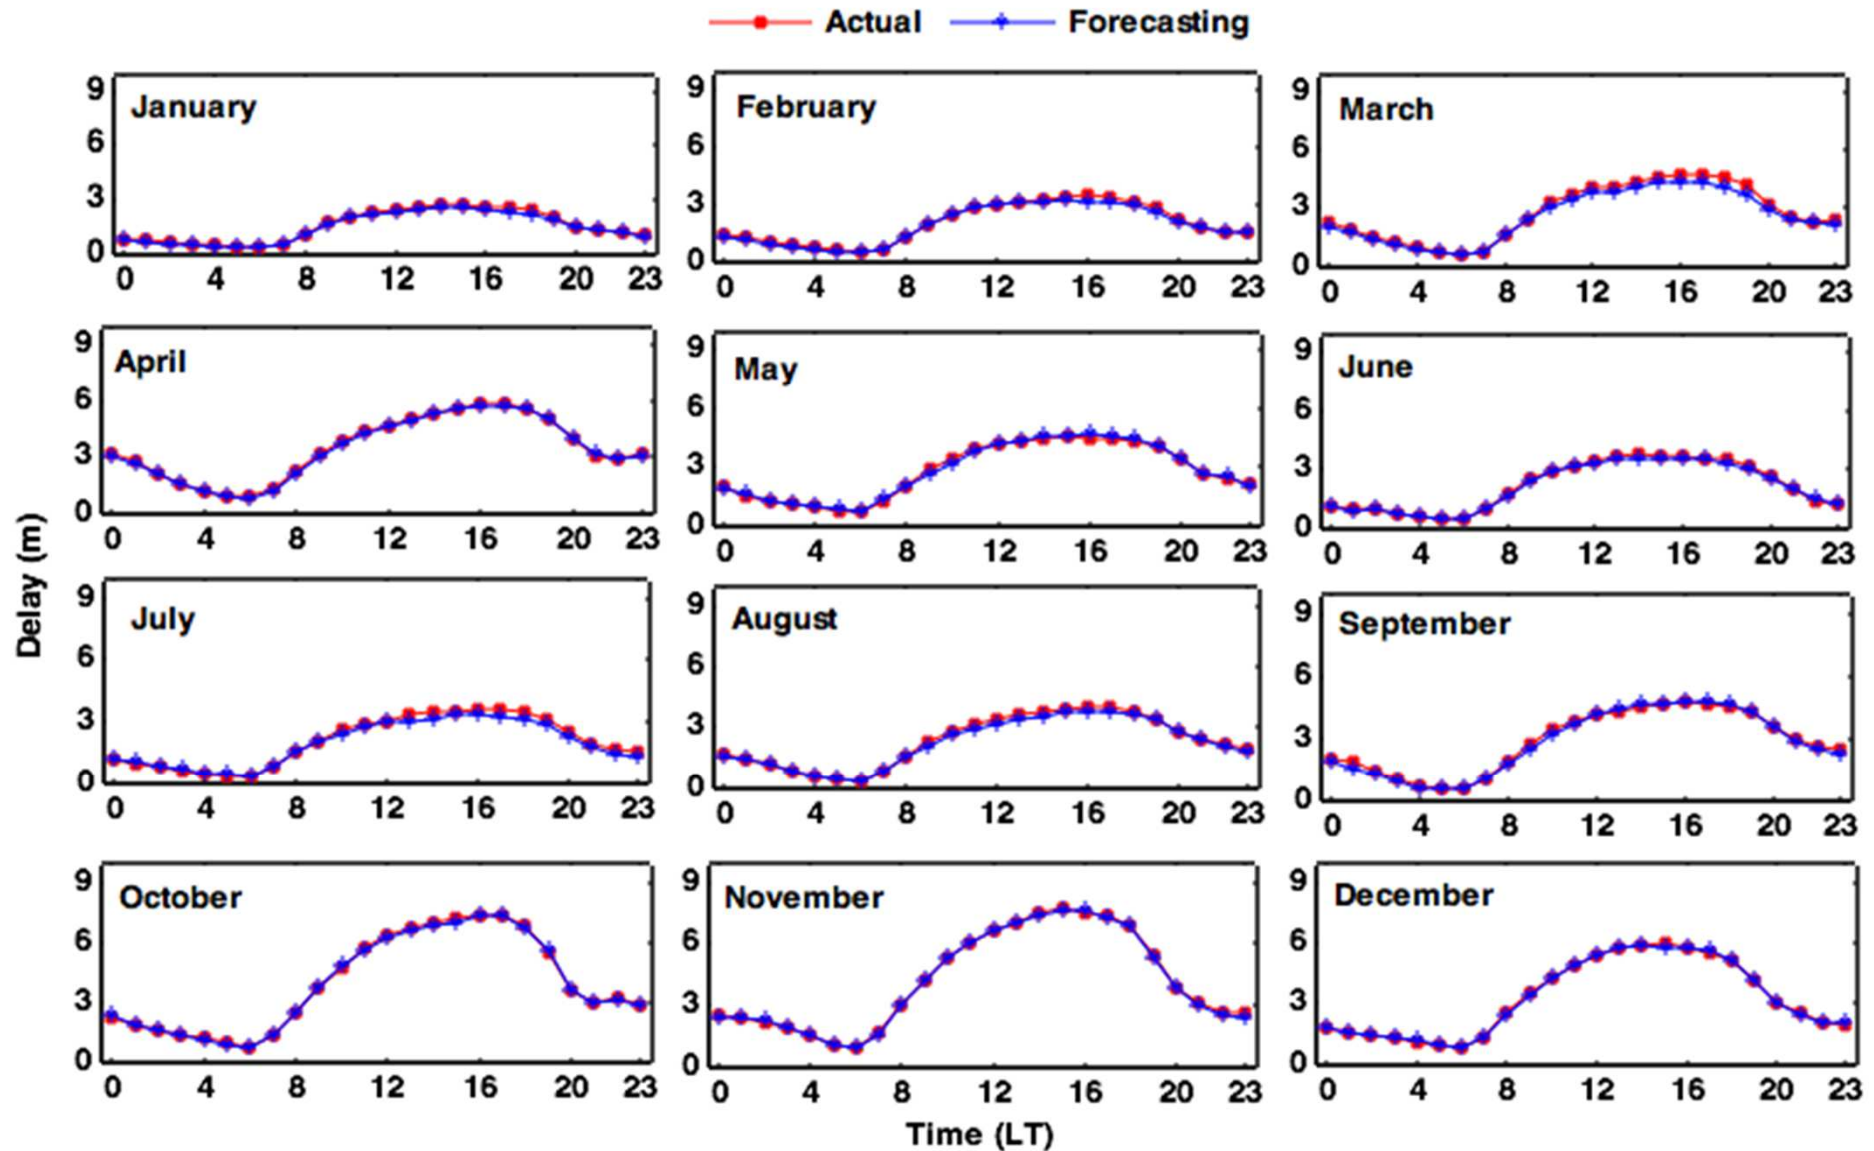 Actual Forecasting
9 9 9
January February March
6 6 6
3 3 3
0 0 0
0 4 8 12 16 20 23 0 4 8 12 16 20 23 0 4 8 12 16 20 23
9 9 9
April May June
6 6 6
3 3 3
0 0 0
0 4 8 12 16 20 23 0 4 8 12 16 20 23 0 4 8 12 16 20 23
Delay (m)
9 9 9
July August September
6 6 6
3 3 3
0 0 0
0 4 8 12 16 20 23 0 4 8 12 16 20 23 0 4 8 12 16 20 23
9 9 9
October November December
6 6 6
3 3 3
0 0 0
0 4 8 12 16 20 23 0 4 8 12 16 20 23 0 4 8 12 16 20 23
Time (LT)